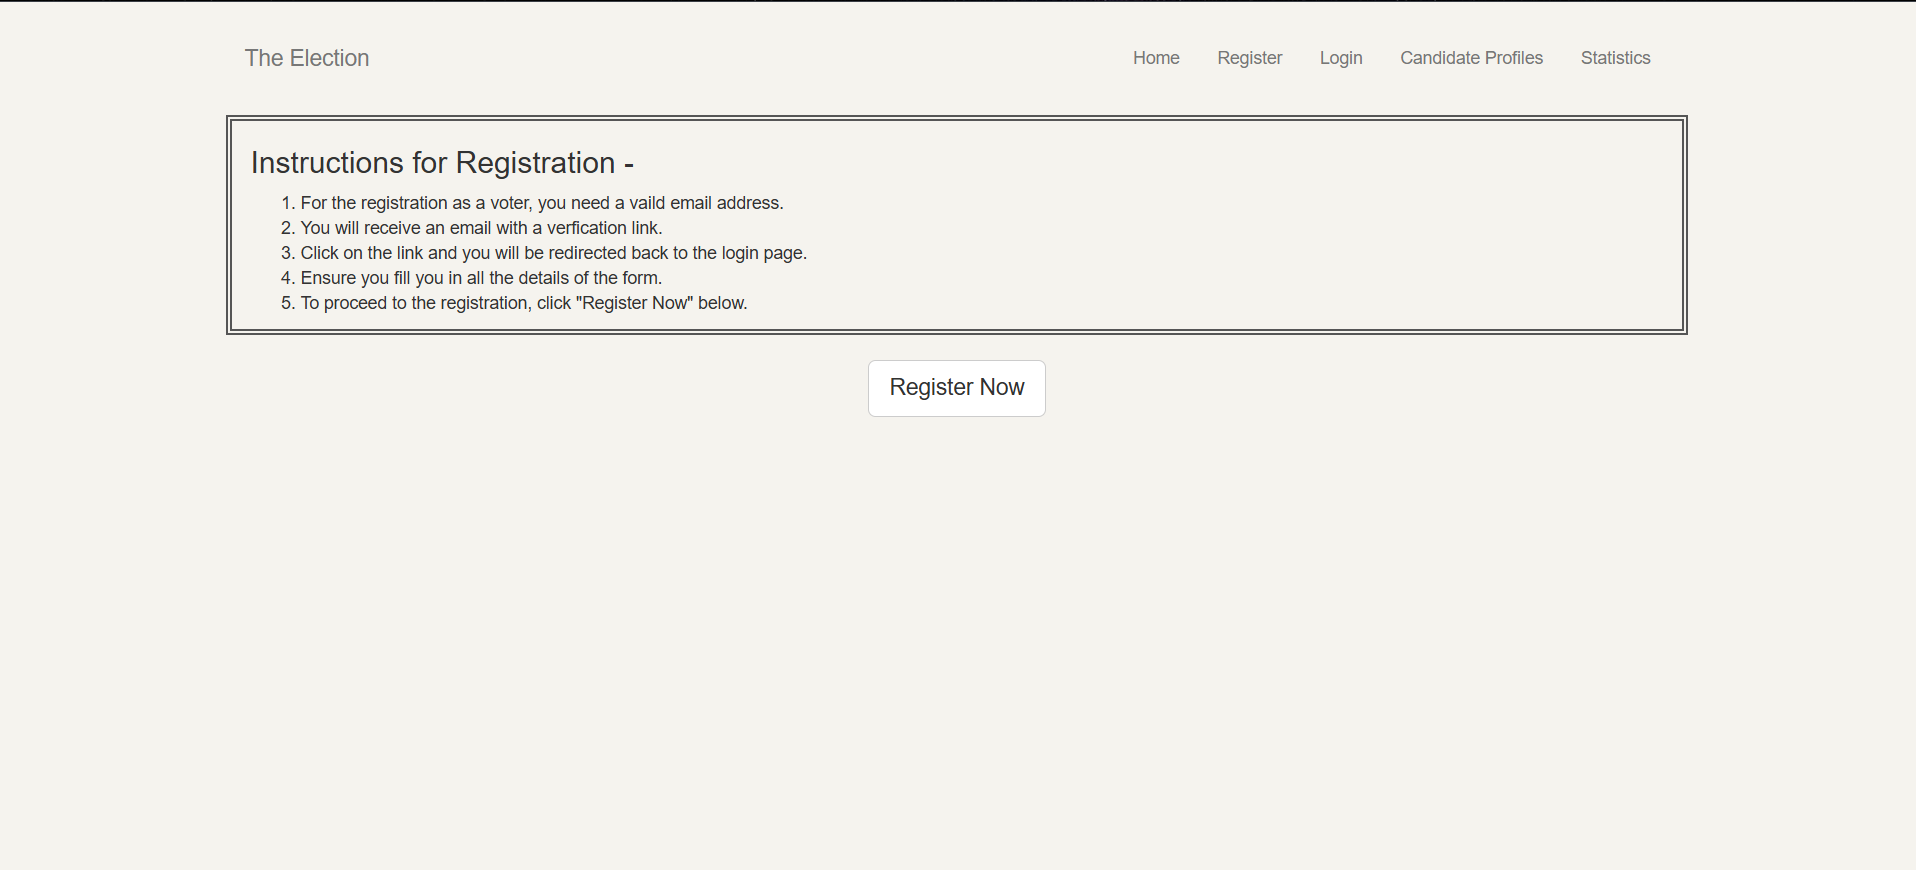 The Election
Home Register Login Candidate Profiles Statistics
Instructions for Registration -
1. For the registration as a voter, you need a vaild email address.
2. You will receive an email with a verfication link.
3. Click on the link and you will be redirected back to the login page.
4. Ensure you fill you in all the details of the form.
5. To proceed to the registration, click "Register Now" below.
Register Now